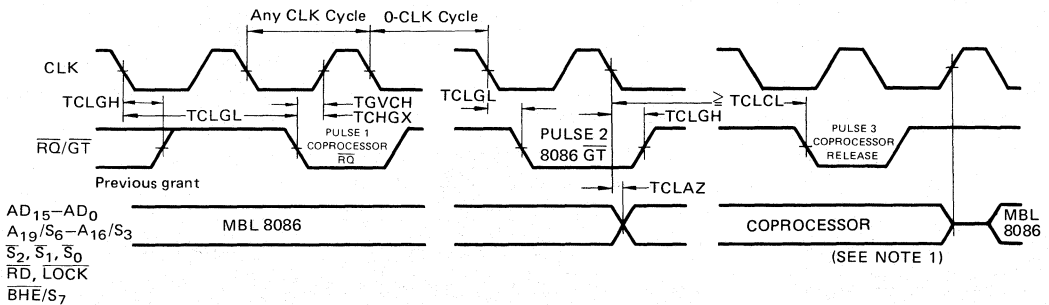 Any CLK Cycle
0-CLK Cycle
CLK
TCLGH
TCLGL
TGVCH
TCHGX
TCLGL
TCLGH
≧ TCLCL
RQ/GT
PULSE 1
COPROCESSOR
RQ
PULSE 2
8086 GT
PULSE 3
COPROCESSOR
RELEASE
Previous grant
TCLAZ
AD15–AD0
A19/S6–A16/S3
S2, S1, S0
RD, LOCK
BHE/S7
MBL 8086
COPROCESSOR
(SEE NOTE 1)
MBL
8086